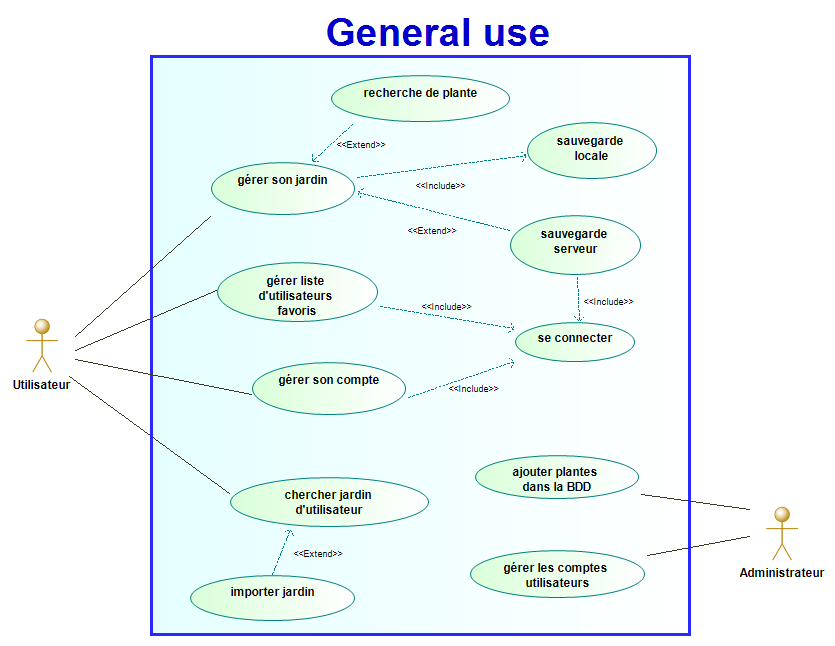 General use
recherche de plante
<<Extend>>
sauvegarde
locale
gérer son jardin
<<Include>>
<<Extend>>
sauvegarde
serveur
gérer liste
d'utilisateurs
favoris
<<Include>>
<<Include>>
se connecter
Utilisateur
gérer son compte
<<Include>>
chercher jardin
d'utilisateur
ajouter plantes
dans la BDD
<<Extend>>
gérer les comptes
utilisateurs
Administrateur
importer jardin